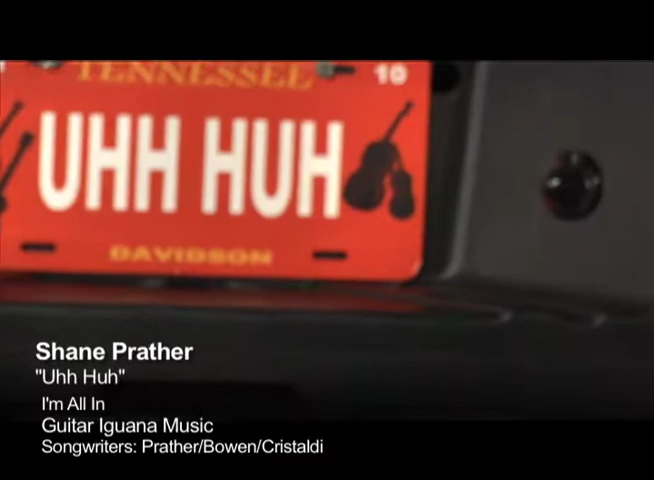 TENNESSEE
10
UHH HUH
DAVIDSON
Shane Prather
"Uhh Huh"
I'm All In
Guitar Iguana Music
Songwriters: Prather/Bowen/Cristaldi